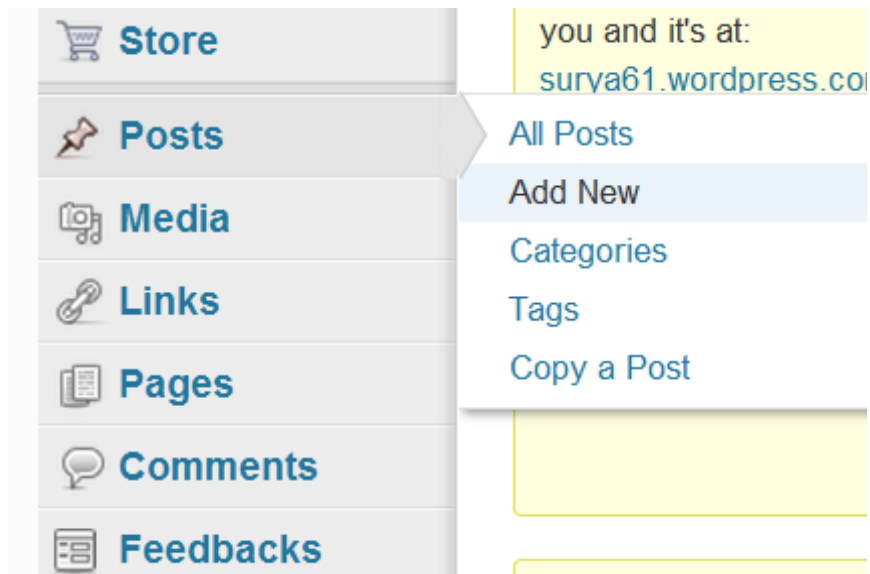 Store
Posts
Media
Links
Pages
Comments
Feedbacks
you and it's at:
surya61.wordpress.co
All Posts
Add New
Categories
Tags
Copy a Post